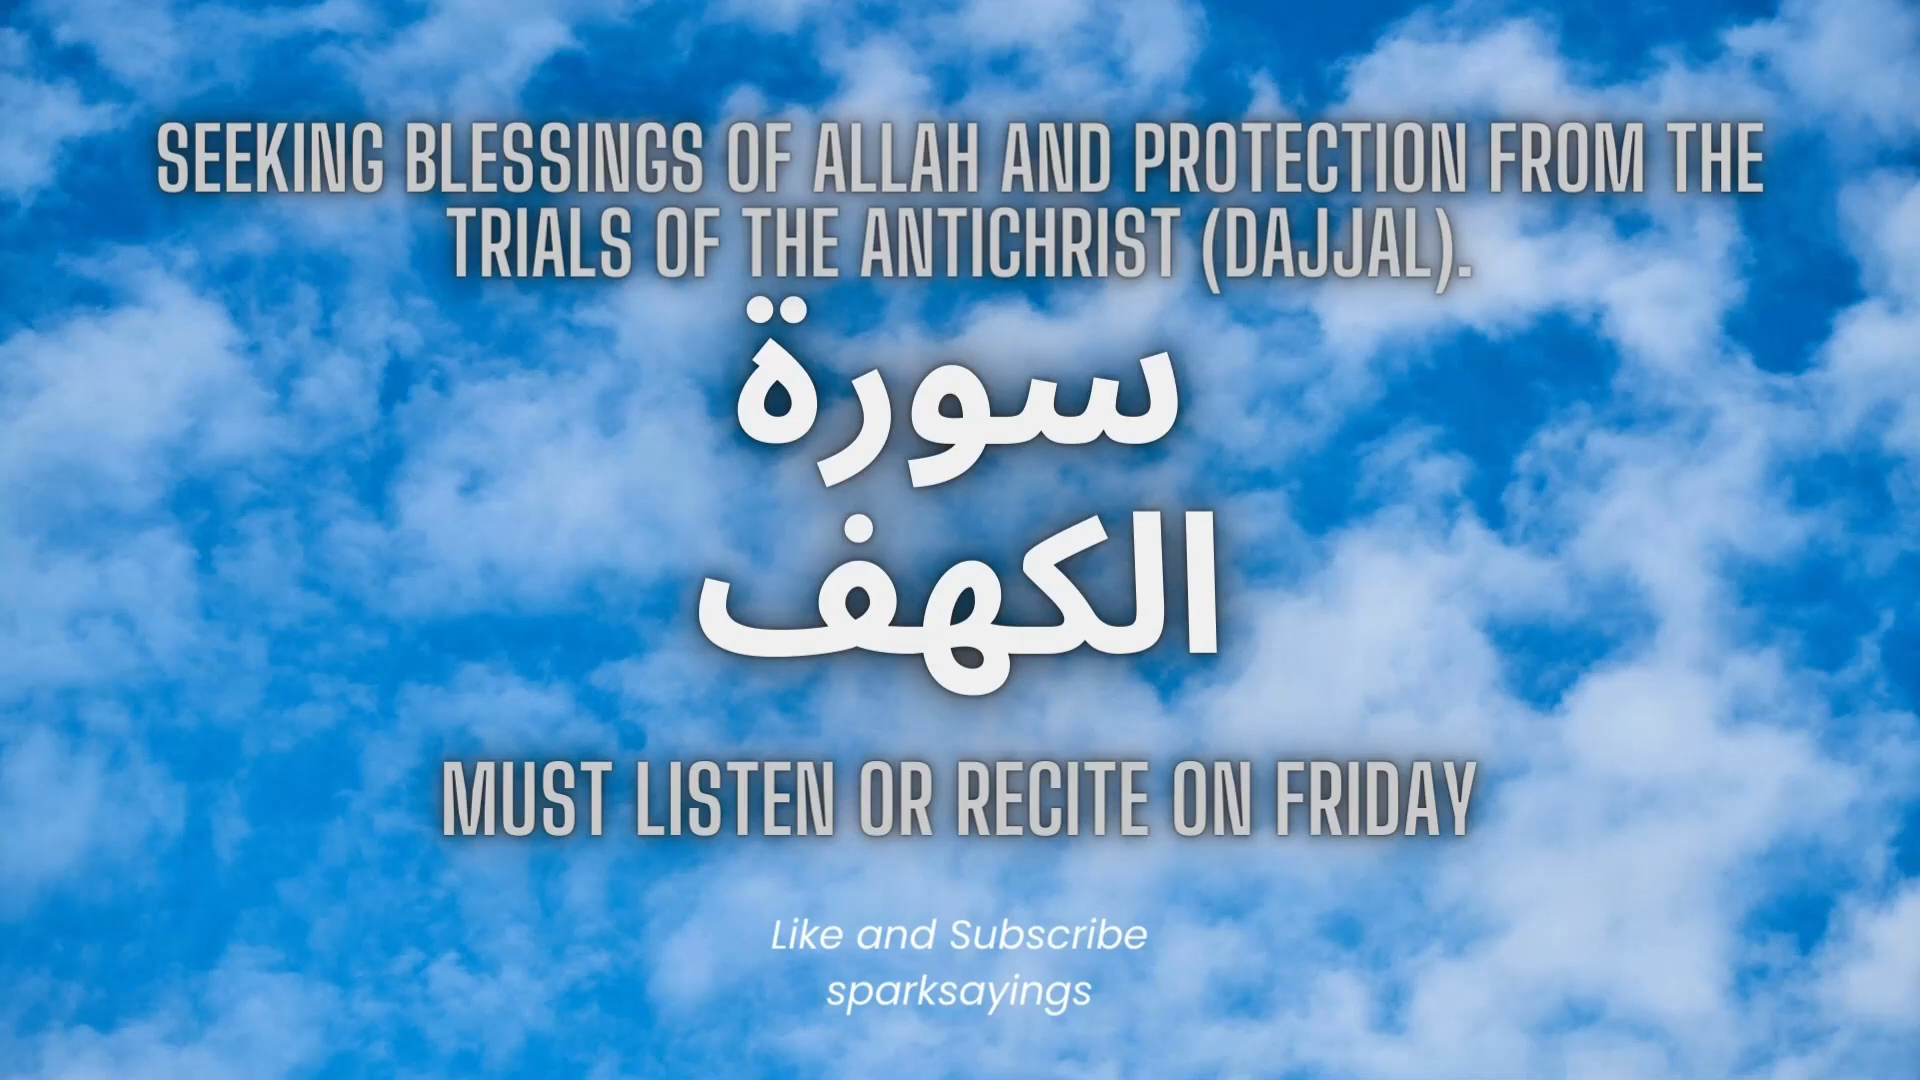 SEEKING BLESSINGS OF ALLAH AND PROTECTION FROM THE
TRIALS OF THE ANTICHRIST (DAJJAL).
سورة
الكهف
MUST LISTEN OR RECITE ON FRIDAY
Like and Subscribe
sparksayings